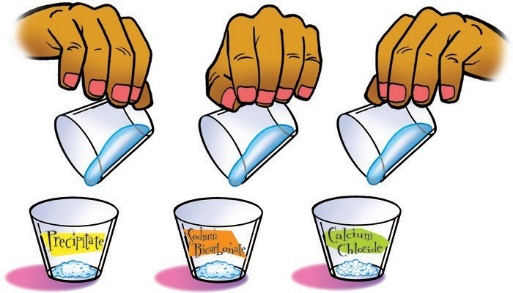 Precipitate
Sodium
Bicarbonate
Calcium
Chloride